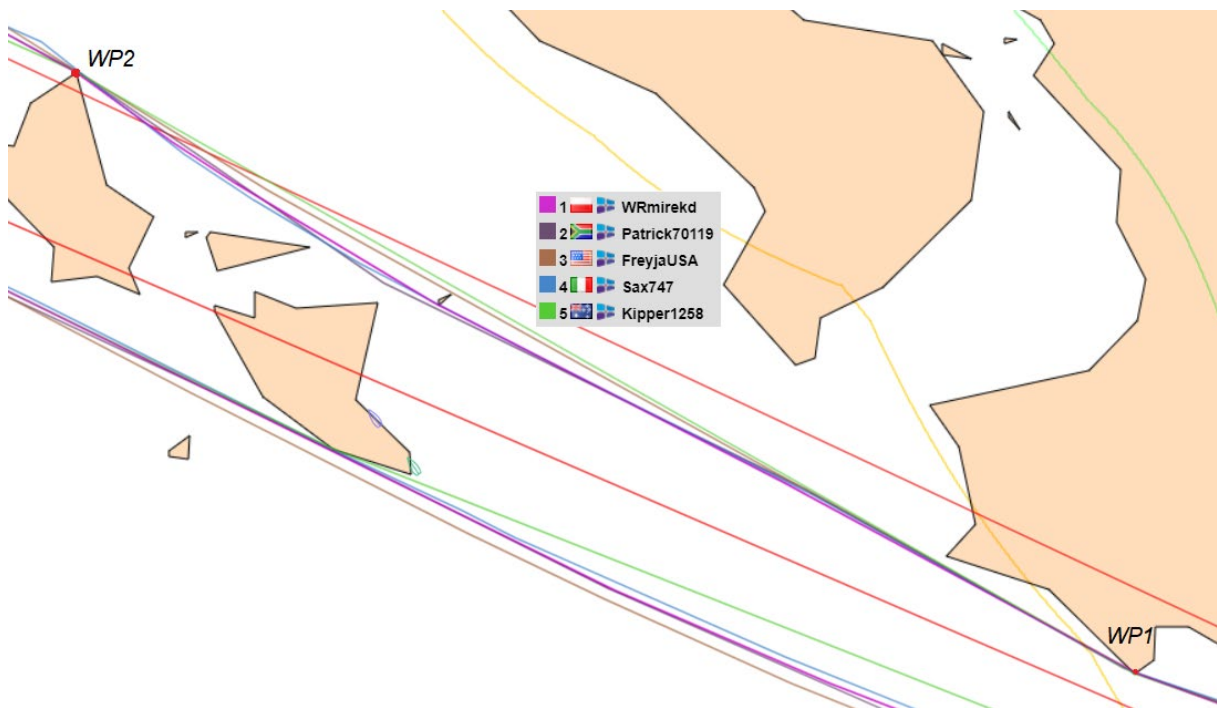 WP2
1 WRmirekd
2 Patrick70119
3 FreyjaUSA
4 Sax747
5 Kipper1258
WP1